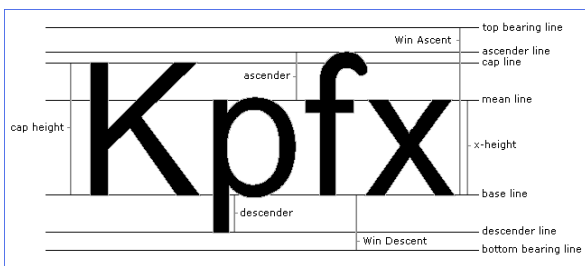 top bearing line
Win Ascent
ascender line
cap line
ascender
mean line
Kpfx
cap height
x-height
base line
descender
descender line
Win Descent
bottom bearing line